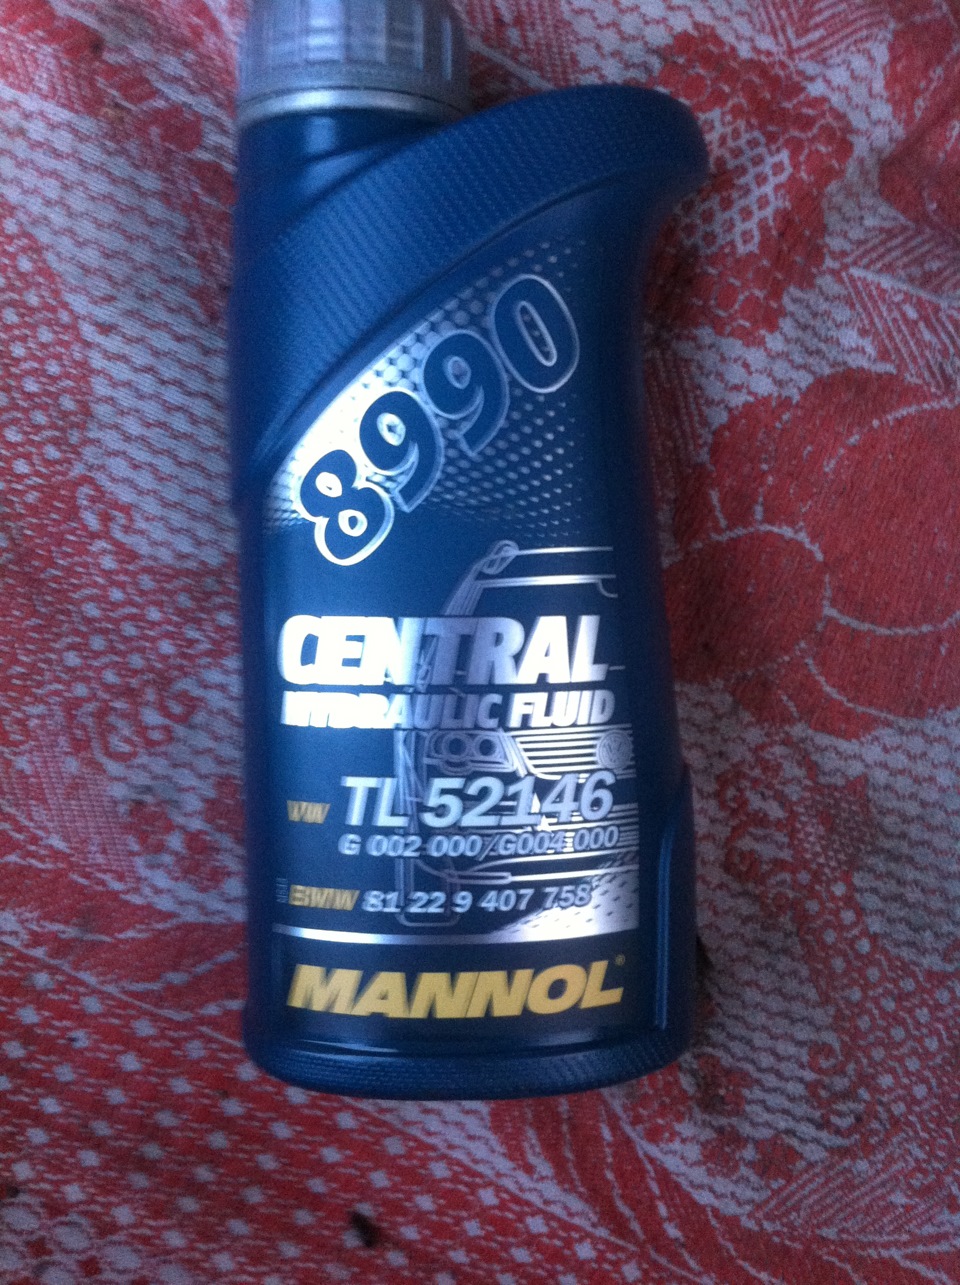 8990
CENTRAL
HYDRAULIC FLUID
VW TL 52146
G 002 000/G004 000
BMW 81 22 9 407 758
MANNOL®